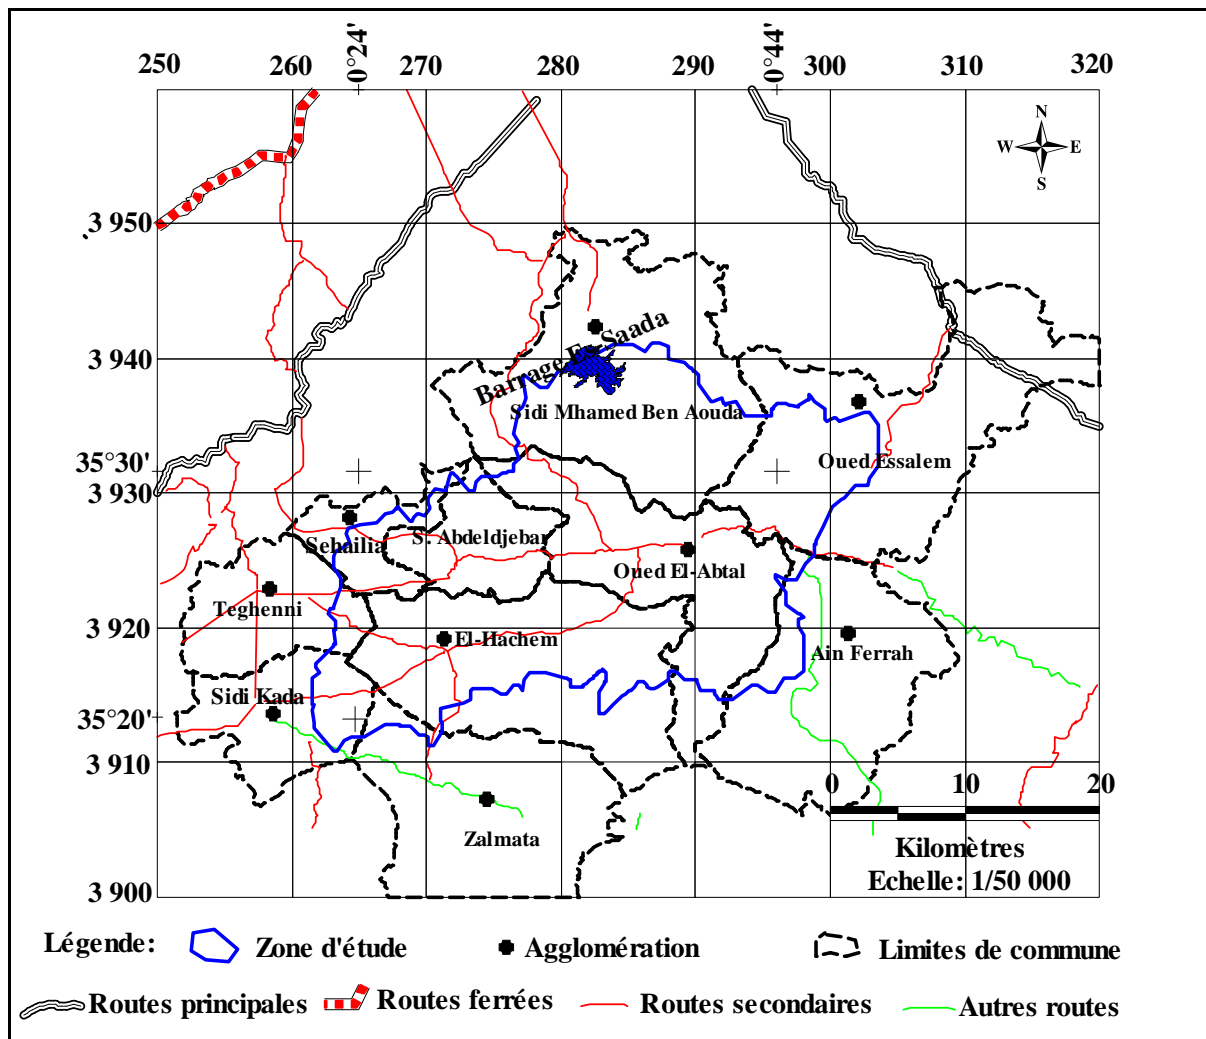 250 260 0°24' 270 280 290 0°44' 300 310 320
N
W E
S
3 950
3 940
35°30'
3 930
3 920
35°20'
3 910
3 900
Barrage Es-Saada
Sidi Mhamed Ben Aouda
Oued Essalem
Sehailia
S. Abdeldjebar
Oued El-Abtal
Teghenni
El-Hachem
Ain Ferrah
Sidi Kada
Zalmata
0 10 20
Kilomètres
Echelle: 1/50 000
Légende: Zone d'étude Agglomération Limites de commune
Routes principales Routes ferrées Routes secondaires Autres routes